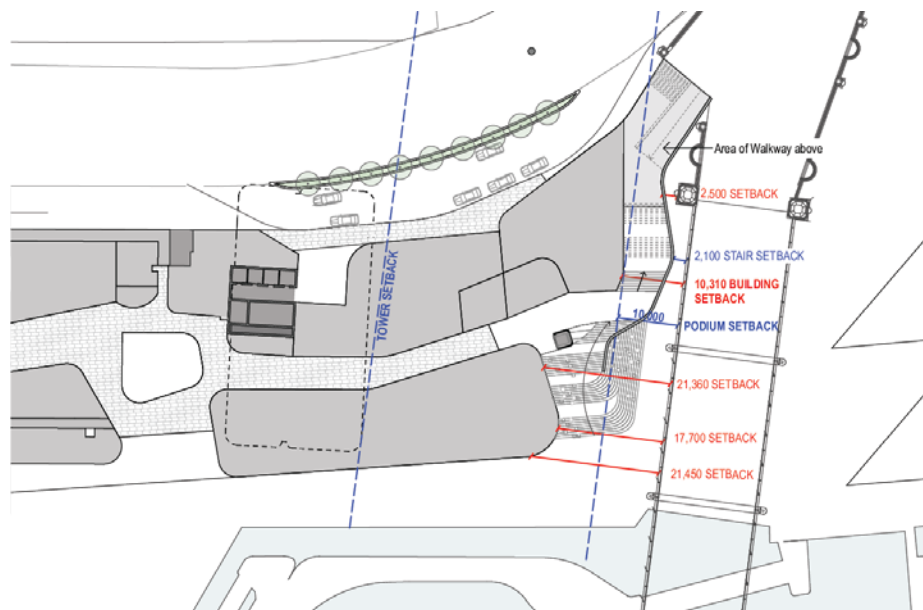 Area of Walkway above
2,500 SETBACK
2,100 STAIR SETBACK
TOWER SETBACK
10,310 BUILDING
SETBACK
10,000
PODIUM SETBACK
21,360 SETBACK
17,700 SETBACK
21,450 SETBACK